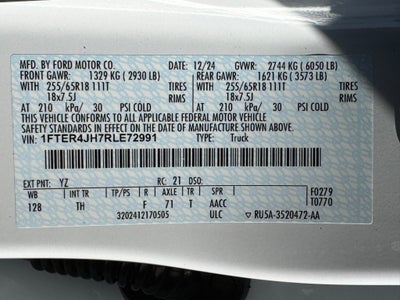 MFD. BY FORD MOTOR CO. 12/24 GVWR: 2744 KG ( 6050 LB)
FRONT GAWR: 1329 KG ( 2930 LB) REAR GAWR: 1621 KG ( 3573 LB)
WITH 255/65R18 111T TIRES WITH 255/65R18 111T TIRES
18x7.5J RIMS 18x7.5J RIMS
AT 210 kPa/ 30 PSI COLD AT 210 kPa/ 30 PSI COLD
THIS VEHICLE CONFORMS TO ALL APPLICABLE FEDERAL MOTOR VEHICLE
SAFETY AND THEFT PREVENTION STANDARDS IN EFFECT ON THE DATE OF
MANUFACTURE SHOWN ABOVE.
VIN: 1FTER4JH7RLE72991 TYPE: Truck
EXT PNT: YZ RC: 21 DSO: F0279
WB INT TR TP/PS R AXLE TR SPR T0770
128 TH F 71 T AACC
3202412170505 ULC RU5A-3520472-AA